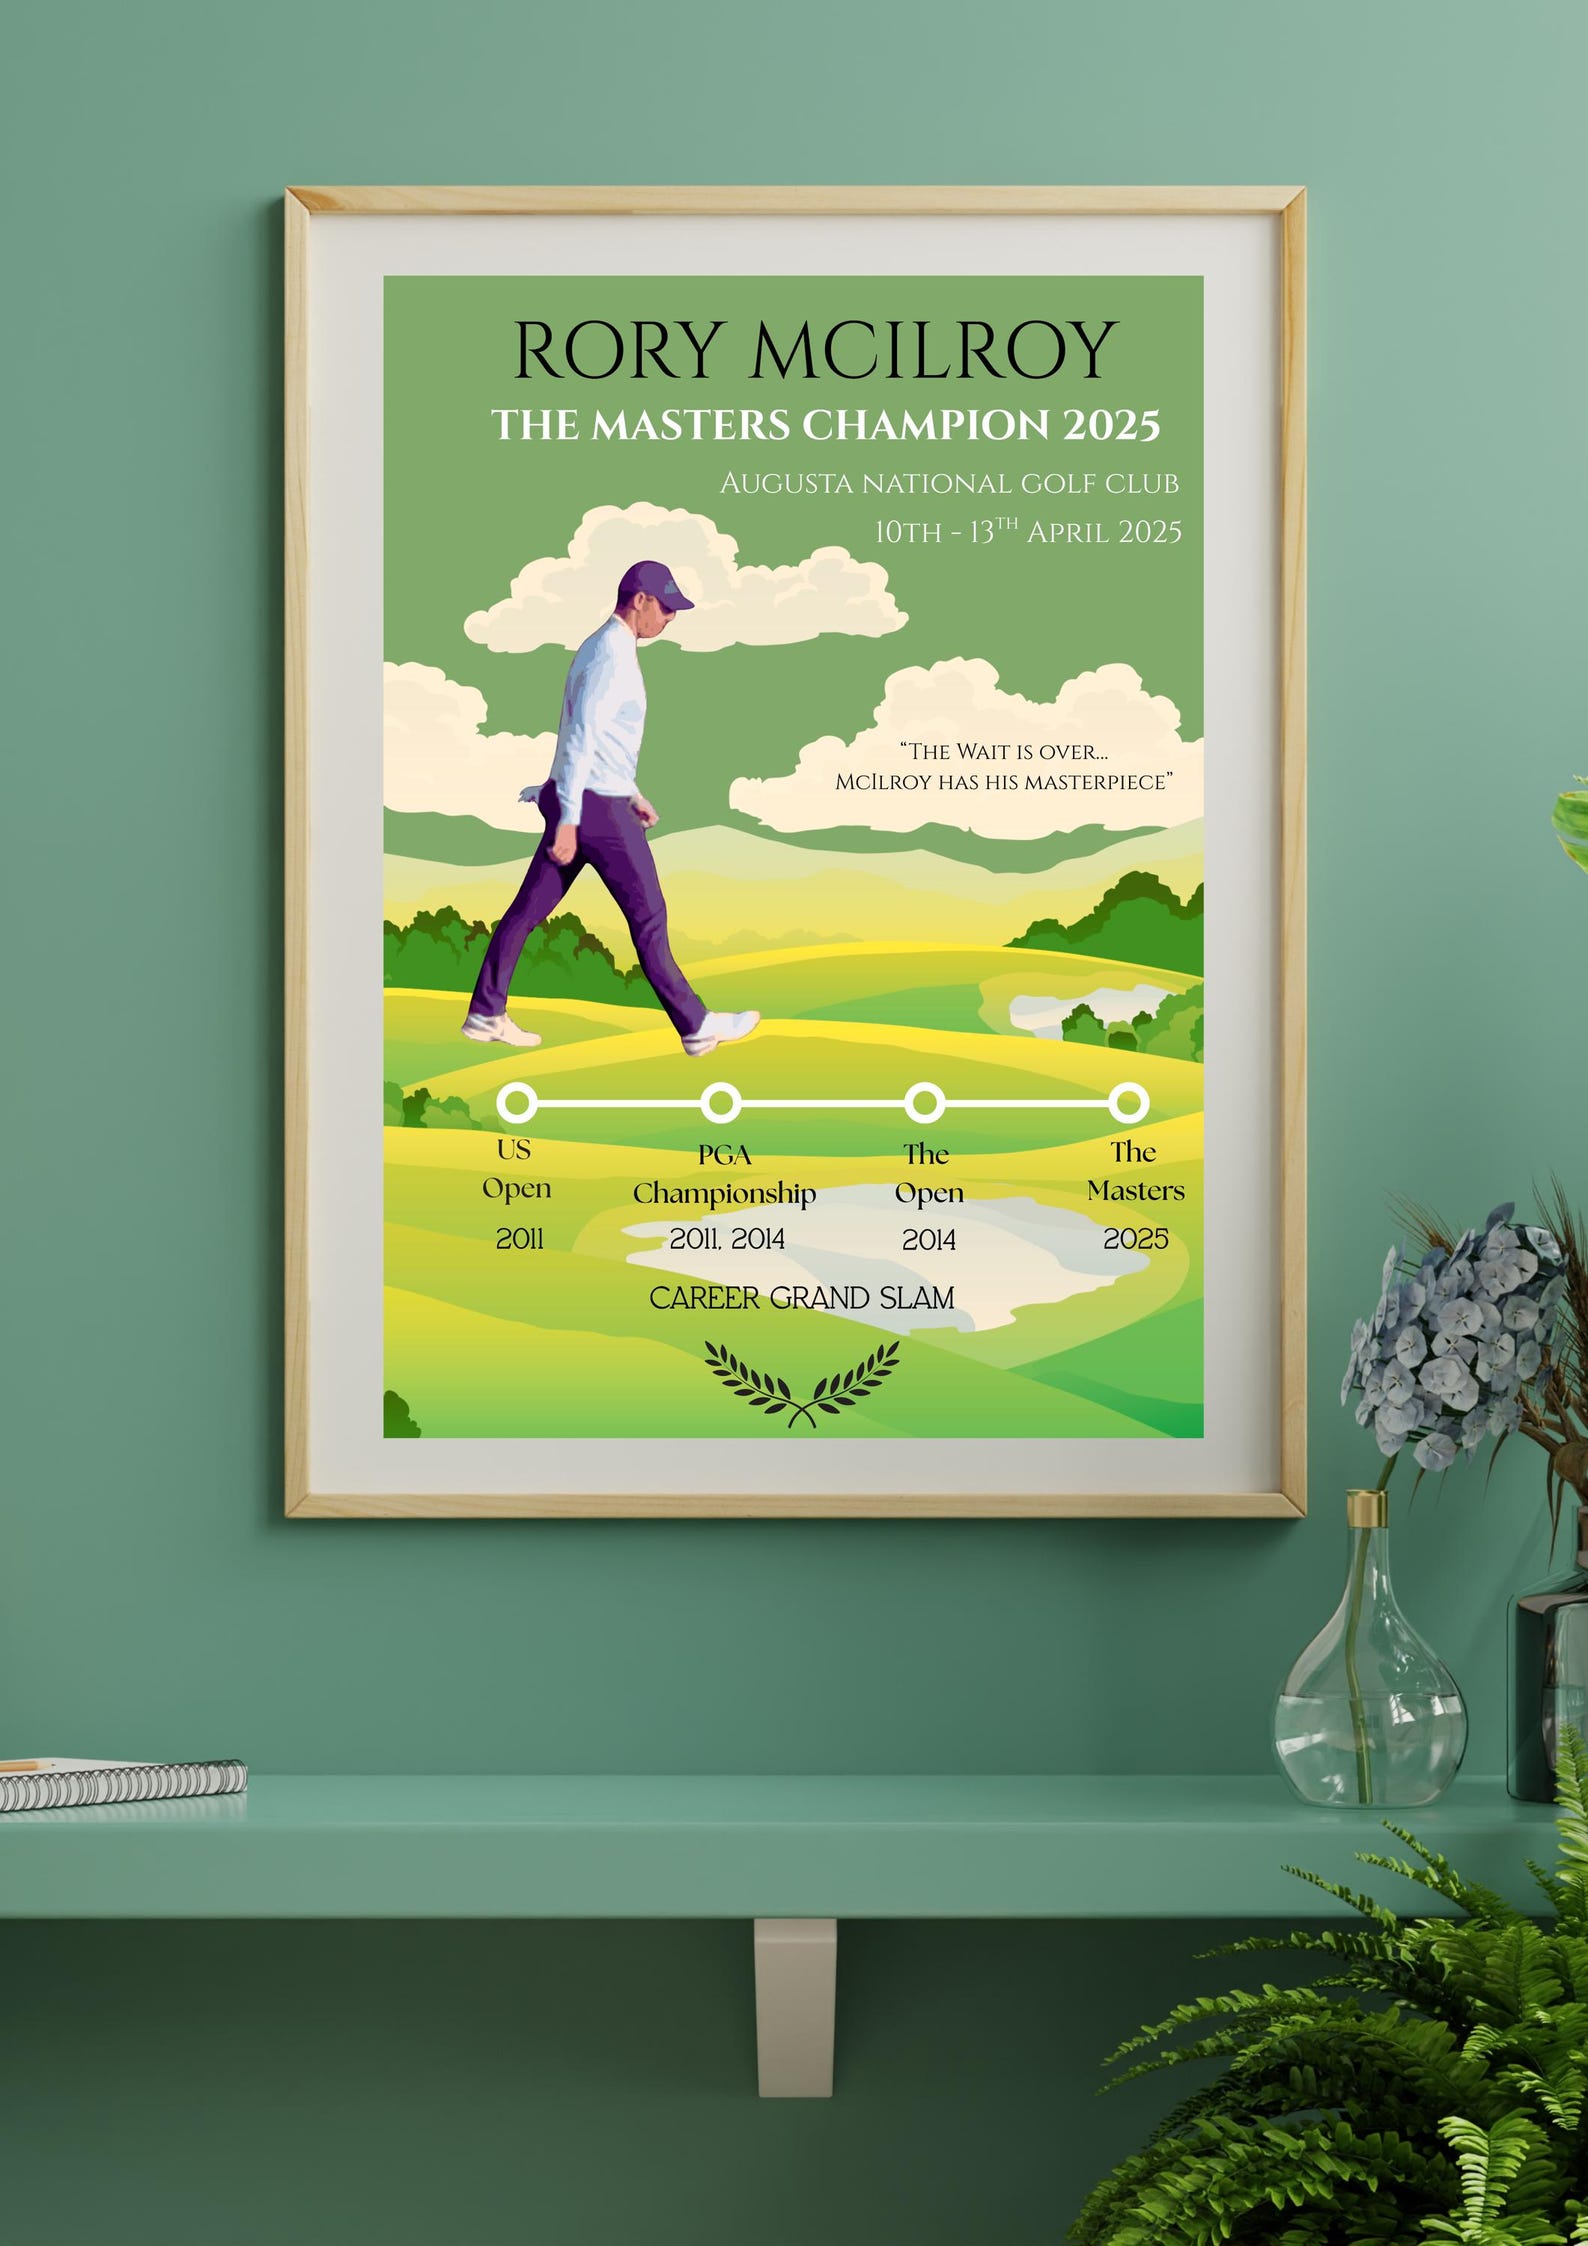 RORY MCILROY
THE MASTERS CHAMPION 2025
AUGUSTA NATIONAL GOLF CLUB
10TH - 13TH APRIL 2025
“THE WAIT IS OVER...
MCILROY HAS HIS MASTERPIECE”
US Open 2011
PGA Championship 2011, 2014
The Open 2014
The Masters 2025
CAREER GRAND SLAM